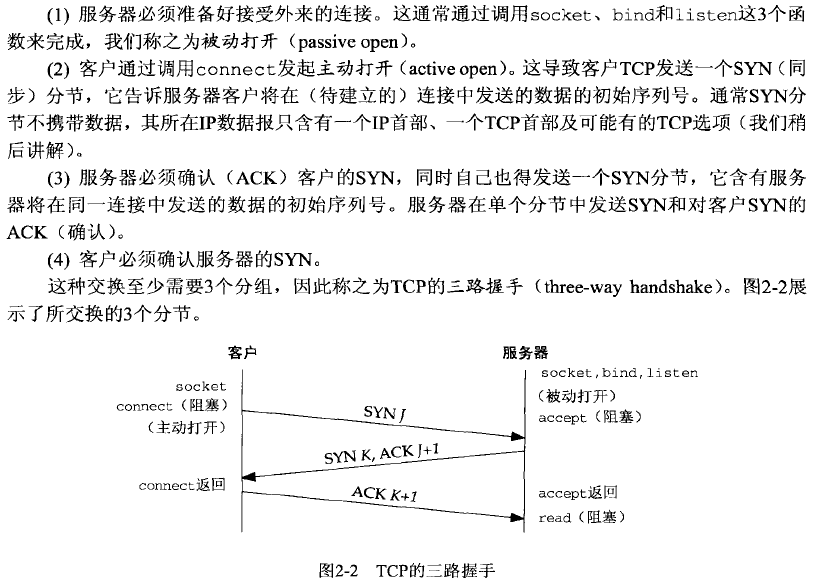 (1) 服务器必须准备好接受外来的连接。这通常通过调用socket、bind和listen这3个函
数来完成，我们称之为被动打开（passive open）。
(2) 客户通过调用connect发起主动打开（active open）。这导致客户TCP发送一个SYN（同
步）分节，它告诉服务器客户将在（待建立的）连接中发送的数据的初始序列号。通常SYN分
节不携带数据，其所在IP数据报只含有一个IP首部、一个TCP首部及可能有的TCP选项（我们稍
后讲解）。
(3) 服务器必须确认（ACK）客户的SYN，同时自己也得发送一个SYN分节，它含有服务
器将在同一连接中发送的数据的初始序列号。服务器在单个分节中发送SYN和对客户SYN的
ACK（确认）。
(4) 客户必须确认服务器的SYN。
这种交换至少需要3个分组，因此称之为TCP的三路握手（three-way handshake）。图2-2展
示了所交换的3个分节。
客户
服务器
socket
connect（阻塞）
（主动打开）
socket,bind,listen
（被动打开）
accept（阻塞）
SYN J
SYN K, ACK J+1
connect返回
ACK K+1
accept返回
read（阻塞）
图2-2 TCP的三路握手